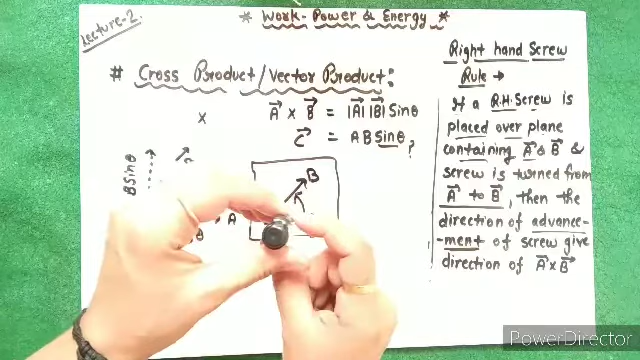 Lecture-2
* Work-Power & Energy *
# Cross Product/Vector Product:
x
A⃗ x B⃗ = |A⃗| |B⃗| Sinθ
C⃗ = AB Sinθ ?
B Sinθ
B
A
θ
Right hand Screw
Rule →
If a R.H. Screw is
placed over plane
containing A⃗ & B⃗ &
screw is turned from
A⃗ to B⃗, then the
direction of advance-
-ment of screw give
direction of A⃗ x B⃗
PowerDirector